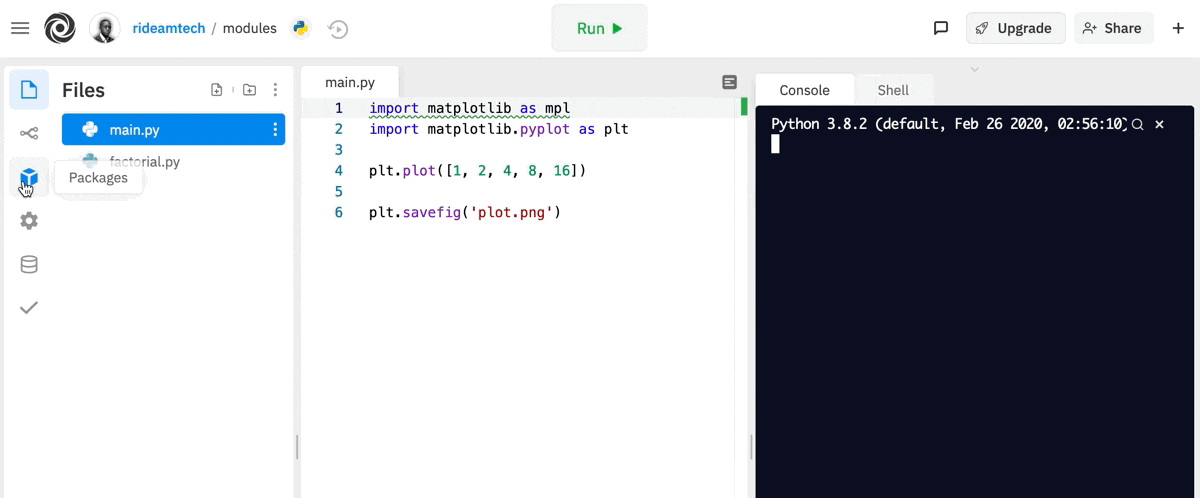 rideamtech / modules
Run
Upgrade
Share
Files
main.py
factorial.py
Packages
main.py
1 import matplotlib as mpl
2 import matplotlib.pyplot as plt
3
4 plt.plot([1, 2, 4, 8, 16])
5
6 plt.savefig('plot.png')
Console
Shell
Python 3.8.2 (default, Feb 26 2020, 02:56:10)